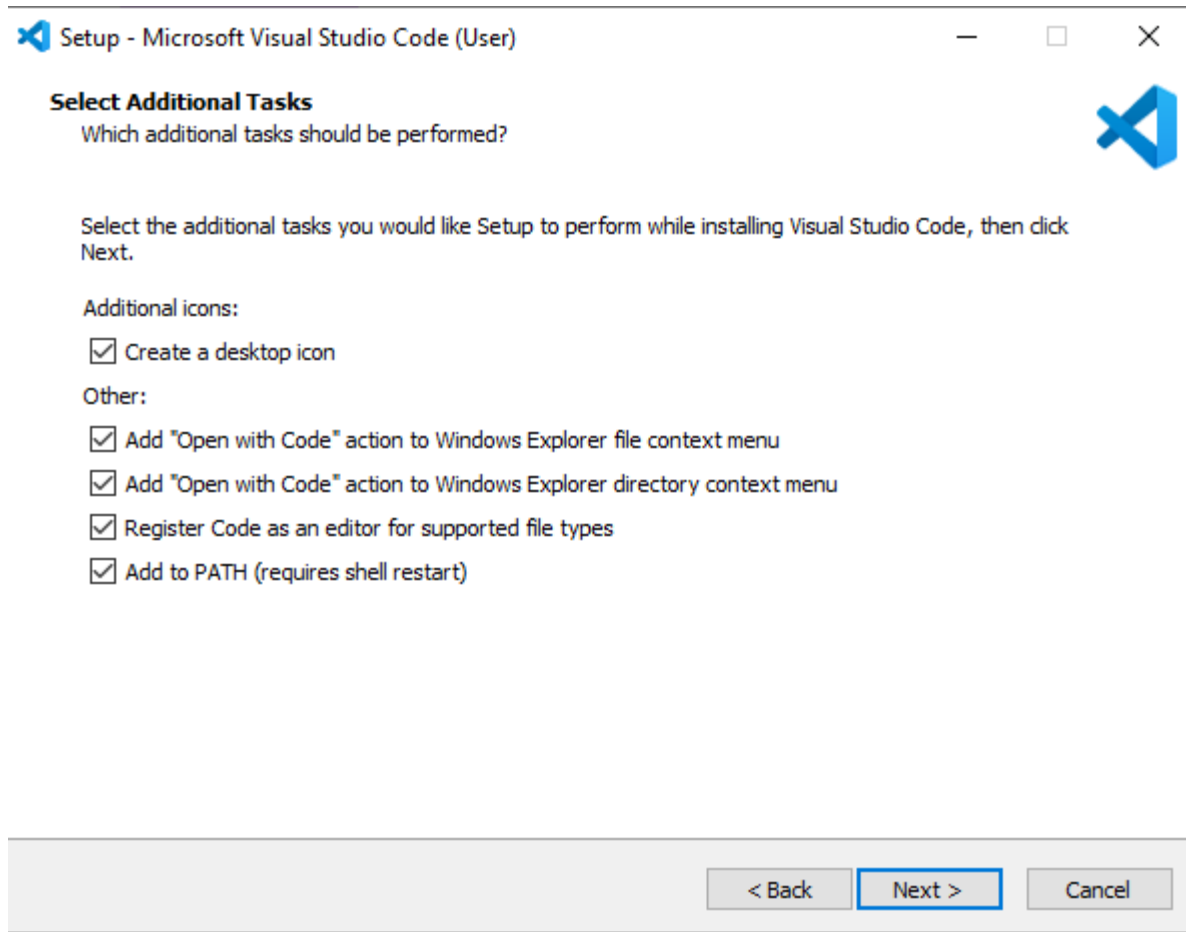 Setup - Microsoft Visual Studio Code (User)
Select Additional Tasks
Which additional tasks should be performed?
Select the additional tasks you would like Setup to perform while installing Visual Studio Code, then click
Next.
Additional icons:
Create a desktop icon
Other:
Add "Open with Code" action to Windows Explorer file context menu
Add "Open with Code" action to Windows Explorer directory context menu
Register Code as an editor for supported file types
Add to PATH (requires shell restart)
< Back Next > Cancel